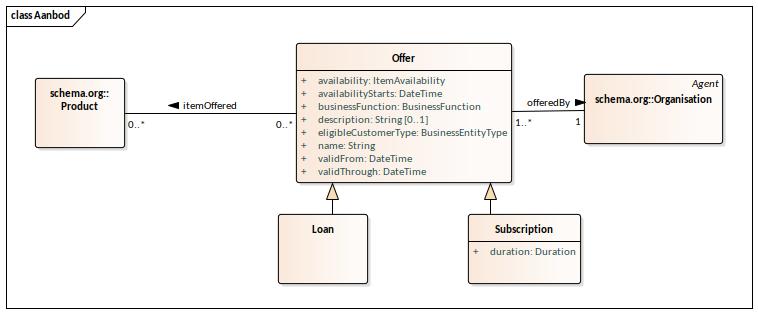 class Aanbod
schema.org::
Product
itemOffered
0..*
0..*
Offer
+ availability: ItemAvailability
+ availabilityStarts: DateTime
+ businessFunction: BusinessFunction
+ description: String [0..1]
+ eligibleCustomerType: BusinessEntityType
+ name: String
+ validFrom: DateTime
+ validThrough: DateTime
offeredBy
1..*
1
Agent
schema.org::Organisation
Loan
Subscription
+ duration: Duration